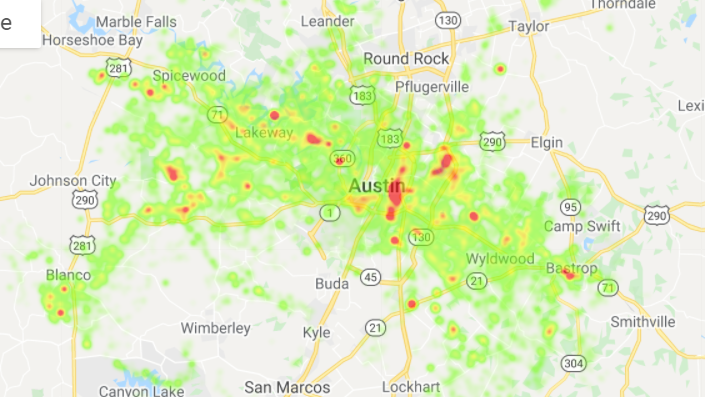 e
Marble Falls
Leander
130
Taylor
Thorndale
Horseshoe Bay
281
Spicewood
Round Rock
183
Pflugerville
71
Lakeway
183
290
Elgin
Lexi
360
Johnson City
290
Austin
1
95
290
Camp Swift
281
130
Blanco
45
Wyldwood
Bastrop
Buda
21
71
Wimberley
Kyle
21
Smithville
304
Canyon Lake
San Marcos
Lockhart